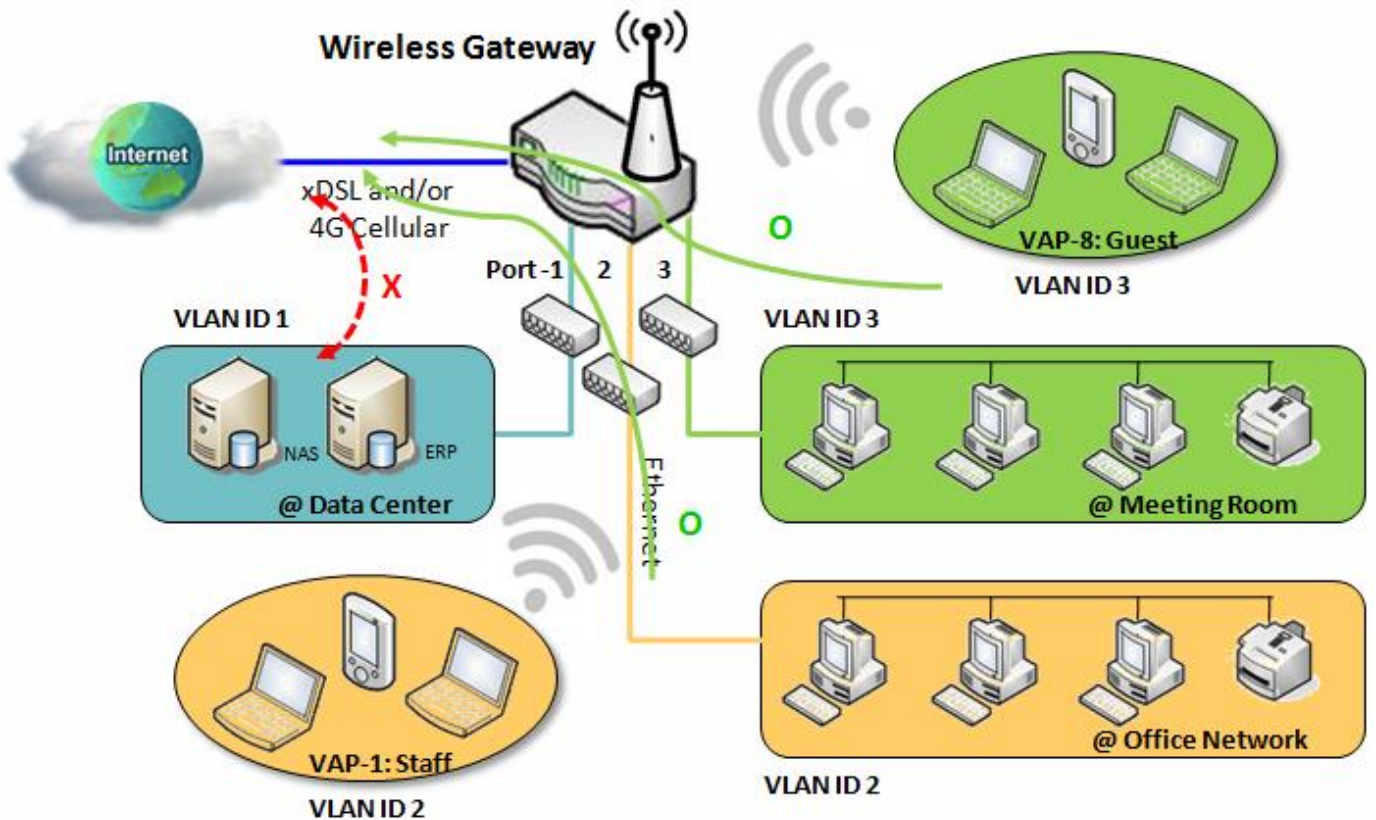 Wireless Gateway
Internet
xDSL and/or
4G Cellular
O
VAP-8: Guest
VLAN ID 3
Port -1
2
3
X
VLAN ID 1
VLAN ID 3
NAS
ERP
@ Data Center
@ Meeting Room
Ethernet
O
VAP-1: Staff
VLAN ID 2
@ Office Network
VLAN ID 2